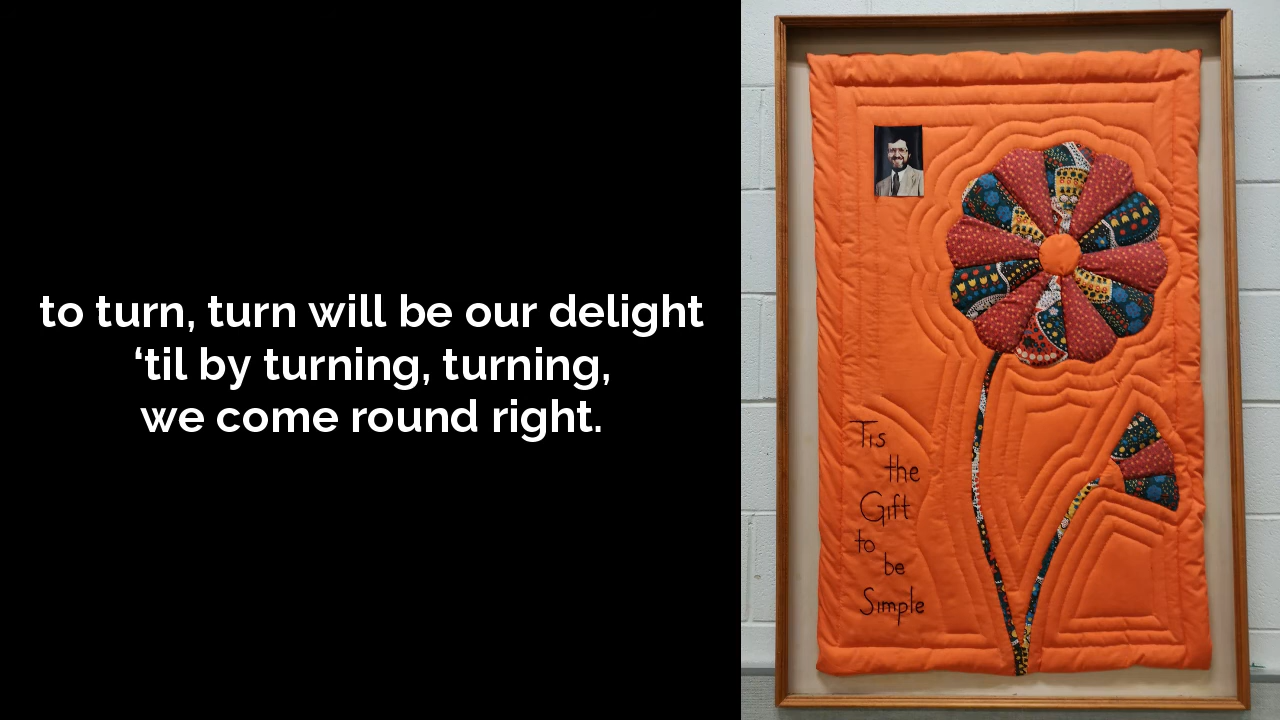 to turn, turn will be our delight
‘til by turning, turning,
we come round right.
Tis
the
Gift
to
be
Simple